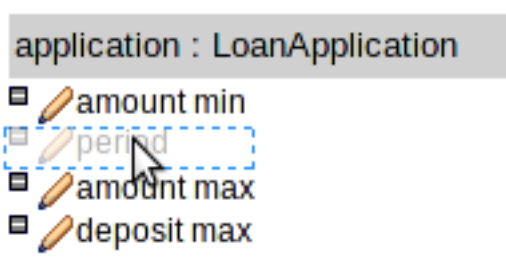 application : LoanApplication
amount min
period
amount max
deposit max